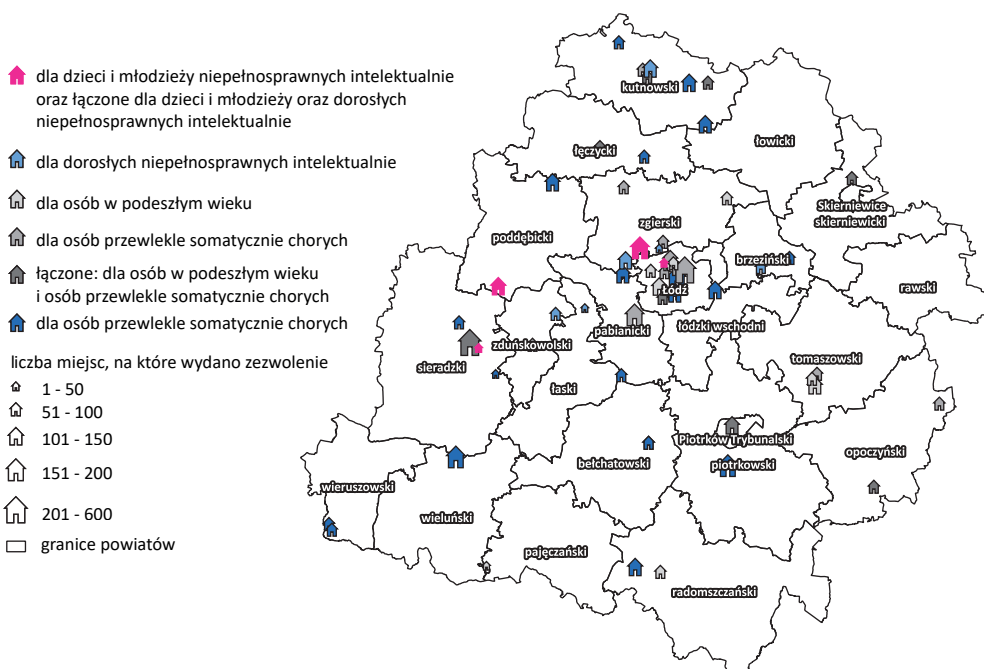 dla dzieci i młodzieży niepełnosprawnych intelektualnie
oraz łączone dla dzieci i młodzieży oraz dorosłych
niepełnosprawnych intelektualnie
dla dorosłych niepełnosprawnych intelektualnie
dla osób w podeszłym wieku
dla osób przewlekle somatycznie chorych
łączone: dla osób w podeszłym wieku
i osób przewlekle somatycznie chorych
dla osób przewlekle somatycznie chorych
liczba miejsc, na które wydano zezwolenie
1 - 50
51 - 100
101 - 150
151 - 200
201 - 600
granice powiatów
kutnowski
łowicki
łęczycki
Skierniewice
skierniewicki
zgierski
poddębicki
brzeziński
rawski
Łódź
pabianicki
łódzki wschodni
zduńskowolski
tomaszowski
sieradzki
łaski
Piotrków Trybunalski
opoczyński
bełchatowski
piotrkowski
wieruszowski
wieluński
pajęczański
radomszczański